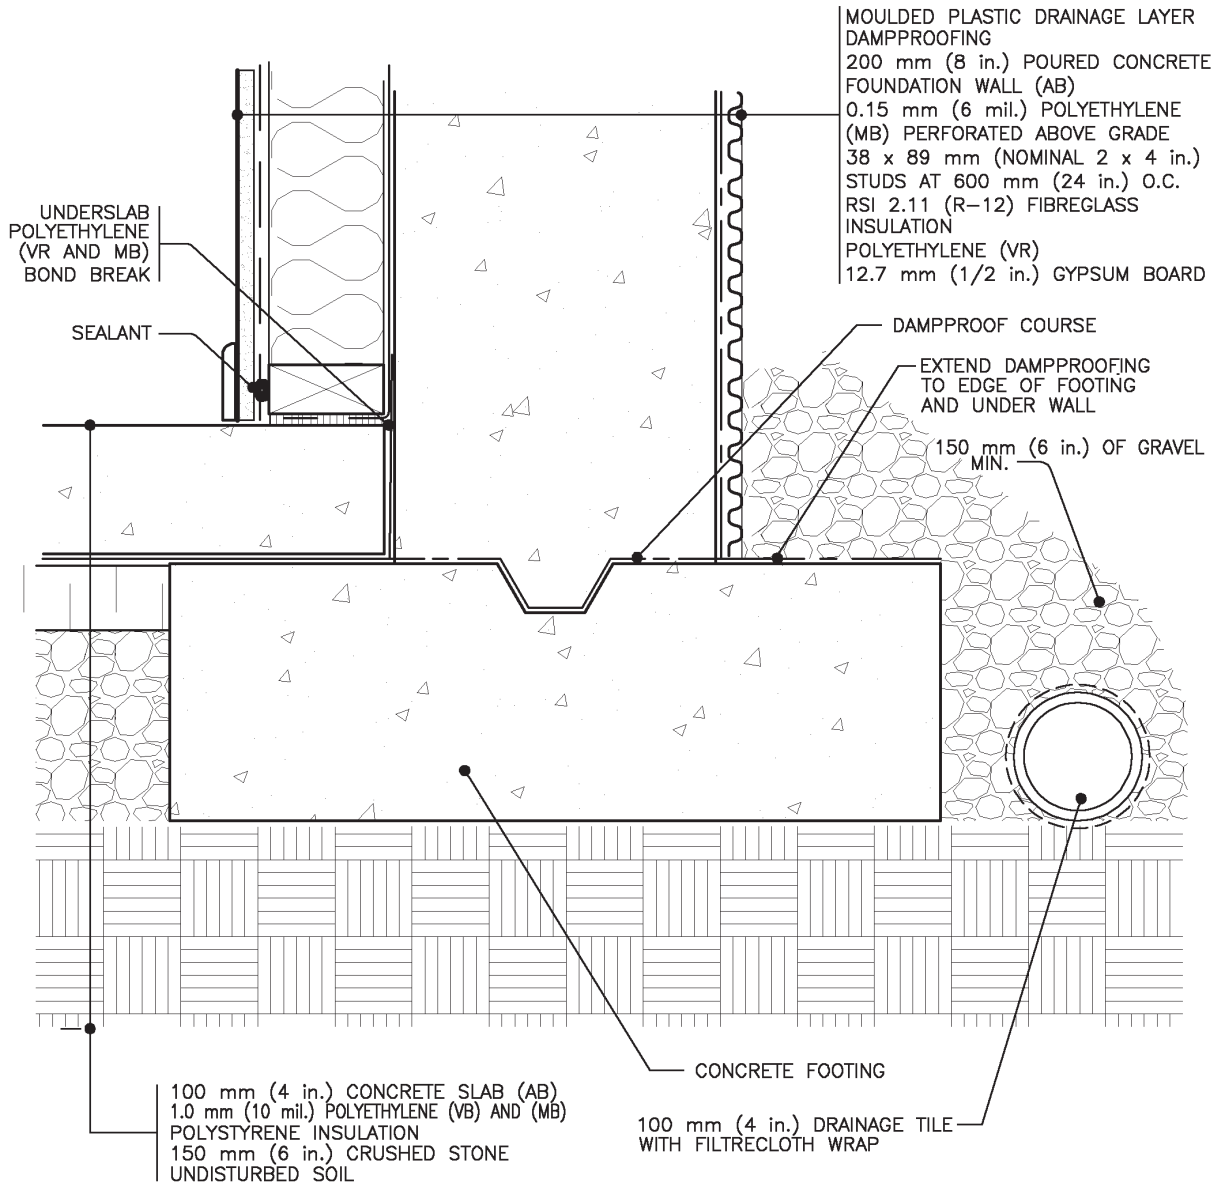 MOULDED PLASTIC DRAINAGE LAYER
DAMPPROOFING
200 mm (8 in.) POURED CONCRETE
FOUNDATION WALL (AB)
0.15 mm (6 mil.) POLYETHYLENE
(MB) PERFORATED ABOVE GRADE
38 x 89 mm (NOMINAL 2 x 4 in.)
STUDS AT 600 mm (24 in.) O.C.
RSI 2.11 (R-12) FIBREGLASS
INSULATION
POLYETHYLENE (VR)
12.7 mm (1/2 in.) GYPSUM BOARD
UNDERSLAB
POLYETHYLENE
(VR AND MB)
BOND BREAK
SEALANT
DAMPPROOF COURSE
EXTEND DAMPPROOFING
TO EDGE OF FOOTING
AND UNDER WALL
150 mm (6 in.) OF GRAVEL
MIN.
CONCRETE FOOTING
100 mm (4 in.) DRAINAGE TILE
WITH FILTRECLOTH WRAP
100 mm (4 in.) CONCRETE SLAB (AB)
1.0 mm (10 mil.) POLYETHYLENE (VB) AND (MB)
POLYSTYRENE INSULATION
150 mm (6 in.) CRUSHED STONE
UNDISTURBED SOIL